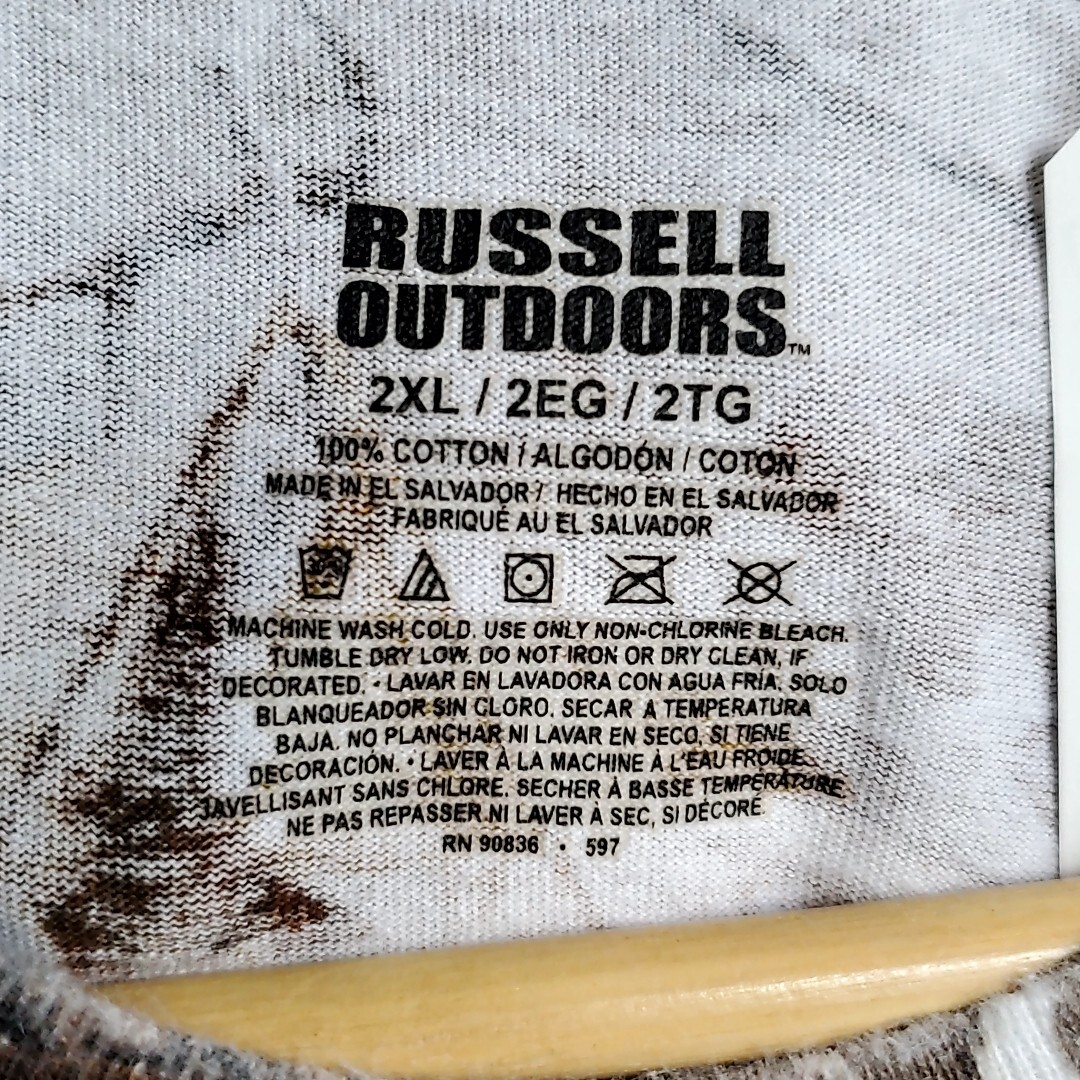 RUSSELL
OUTDOORS™
2XL / 2EG / 2TG
100% COTTON / ALGODÓN / COTON
MADE IN EL SALVADOR / HECHO EN EL SALVADOR
FABRIQUÉ AU EL SALVADOR
MACHINE WASH COLD. USE ONLY NON-CHLORINE BLEACH.
TUMBLE DRY LOW. DO NOT IRON OR DRY CLEAN, IF
DECORATED. • LAVAR EN LAVADORA CON AGUA FRÍA. SOLO
BLANQUEADOR SIN CLORO. SECAR A TEMPERATURA
BAJA. NO PLANCHAR NI LAVAR EN SECO, SI TIENE
DECORACIÓN. • LAVER À LA MACHINE À L'EAU FROIDE.
JAVELLISANT SANS CHLORE. SECHER À BASSE TEMPÉRATURE.
NE PAS REPASSER NI LAVER À SEC, SI DÉCORÉ.
RN 90836 • 597